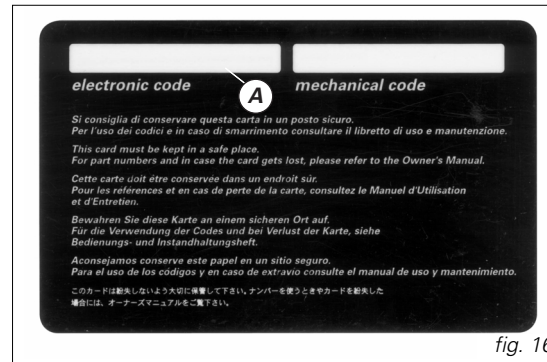 electronic code
A
mechanical code
Si consiglia di conservare questa carta in un posto sicuro.
Per l'uso dei codici e in caso di smarrimento consultare il libretto di uso e manutenzione.
This card must be kept in a safe place.
For part numbers and in case the card gets lost, please refer to the Owner's Manual.
Cette carte doit étre conservée dans un endroit sûr.
Pour les références et en cas de perte de la carte, consultez le Manuel d'Utilisation
et d'Entretien.
Bewahren Sie diese Karte an einem sicheren Ort auf.
Für die Verwendung der Codes und bei Verlust der Karte, siehe
Bedienungs- und Instandhaltungsheft.
Aconsejamos conserve este papel en un sitio seguro.
Para el uso de los códigos y en caso de extravío consulte el manual de uso y mantenimiento.
このカードは紛失しないよう大切に保管して下さい。ナンバーを使うときやカードを紛失した
場合には、オーナーズマニュアルをご覧下さい。
fig. 16